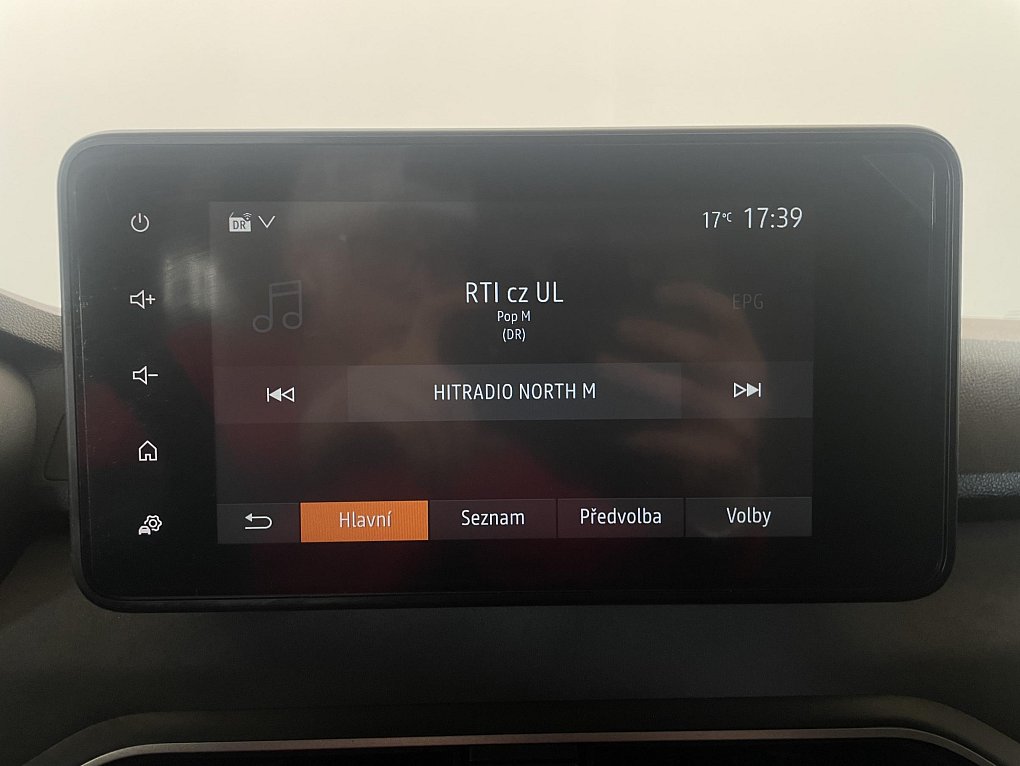 DR
17°C 17:39
RTI cz UL
EPG
Pop M
(DR)
HITRADIO NORTH M
Hlavní Seznam Předvolba Volby